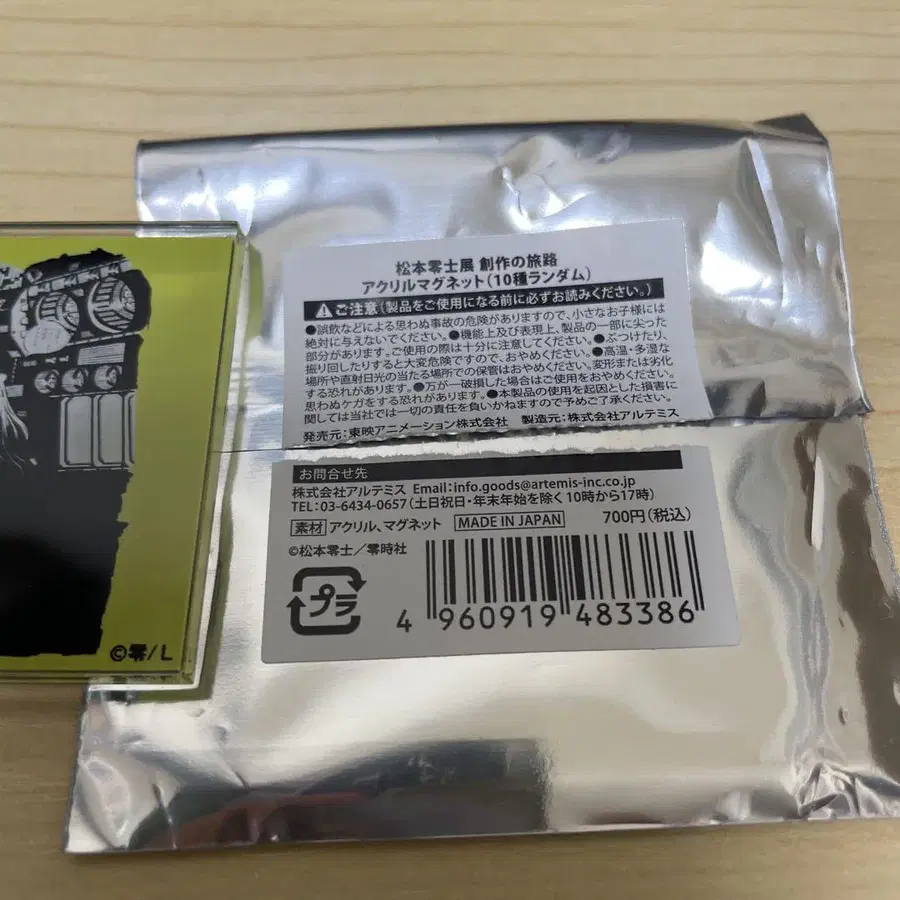 松本零士展 創作の旅路
アクリルマグネット(10種ランダム)
ご注意(製品をご使用になる前に必ずお読みください。)
●誤飲などによる思わぬ事故の危険がありますので、小さなお子様には
絶対に与えないでください。●機能上及び表現上、製品の一部に尖った
部分があります。ご使用の際は十分に注意してください。●ぶつけたり、
振り回したりすると大変危険ですので、おやめください。●高温・多湿な
場所や直射日光の当たる場所での保管はおやめください。変形または劣化
する恐れがあります。●万が一破損した場合はご使用をおやめください。
思わぬケガをする恐れがあります。●本製品の使用を起因とした損害に
関しては当社では一切の責任を負いかねますので予めご了承ください。
発売元:東映アニメーション株式会社 製造元:株式会社アルテミス
お問合せ先
株式会社アルテミス Email:info.goods@artemis-inc.co.jp
TEL:03-6434-0657(土日祝日・年末年始を除く10時から17時)
素材 アクリル、マグネット MADE IN JAPAN 700円(税込)
©松本零士/零時社
プラ
4 960919 483386
©零/L